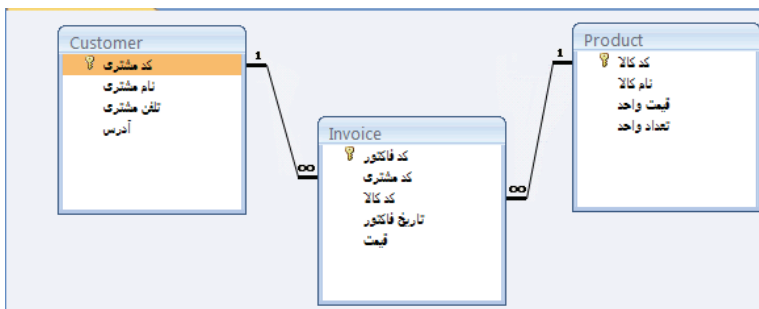 Customer
کد مشتری
نام مشتری
تلفن مشتری
آدرس
1
∞
Invoice
کد فاکتور
کد مشتری
کد کالا
تاریخ فاکتور
قیمت
1
∞
Product
کد کالا
نام کالا
قیمت واحد
تعداد واحد